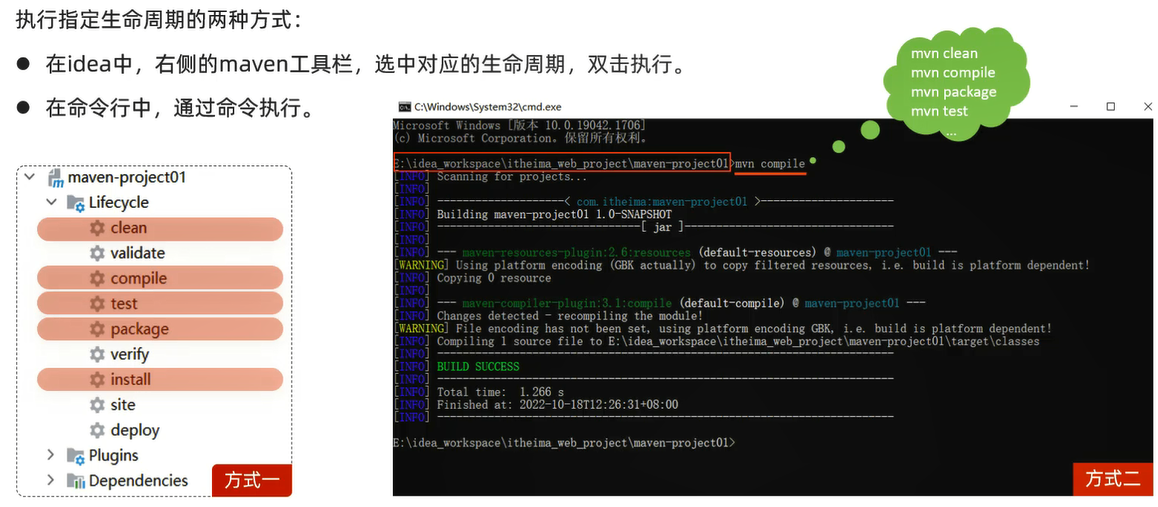 执行指定生命周期的两种方式：
● 在idea中，右侧的maven工具栏，选中对应的生命周期，双击执行。
● 在命令行中，通过命令执行。
mvn clean
mvn compile
mvn package
mvn test
...
maven-project01
Lifecycle
clean
validate
compile
test
package
verify
install
site
deploy
Plugins
Dependencies
方式一
C:\Windows\System32\cmd.exe
Microsoft Windows [版本 10.0.19042.1706]
(c) Microsoft Corporation。保留所有权利。
E:\idea_workspace\itheima_web_project\maven-project01>mvn compile
[INFO] Scanning for projects...
[INFO]
[INFO] --------------------< com.itheima:maven-project01 >---------------------
[INFO] Building maven-project01 1.0-SNAPSHOT
[INFO] --------------------------------[ jar ]---------------------------------
[INFO]
[INFO] --- maven-resources-plugin:2.6:resources (default-resources) @ maven-project01 ---
[WARNING] Using platform encoding (GBK actually) to copy filtered resources, i.e. build is platform dependent!
[INFO] Copying 0 resource
[INFO]
[INFO] --- maven-compiler-plugin:3.1:compile (default-compile) @ maven-project01 ---
[INFO] Changes detected - recompiling the module!
[WARNING] File encoding has not been set, using platform encoding GBK, i.e. build is platform dependent!
[INFO] Compiling 1 source file to E:\idea_workspace\itheima_web_project\maven-project01\target\classes
[INFO] ------------------------------------------------------------------------
[INFO] BUILD SUCCESS
[INFO] ------------------------------------------------------------------------
[INFO] Total time:  1.266 s
[INFO] Finished at: 2022-10-18T12:26:31+08:00
[INFO] ------------------------------------------------------------------------
E:\idea_workspace\itheima_web_project\maven-project01>
方式二